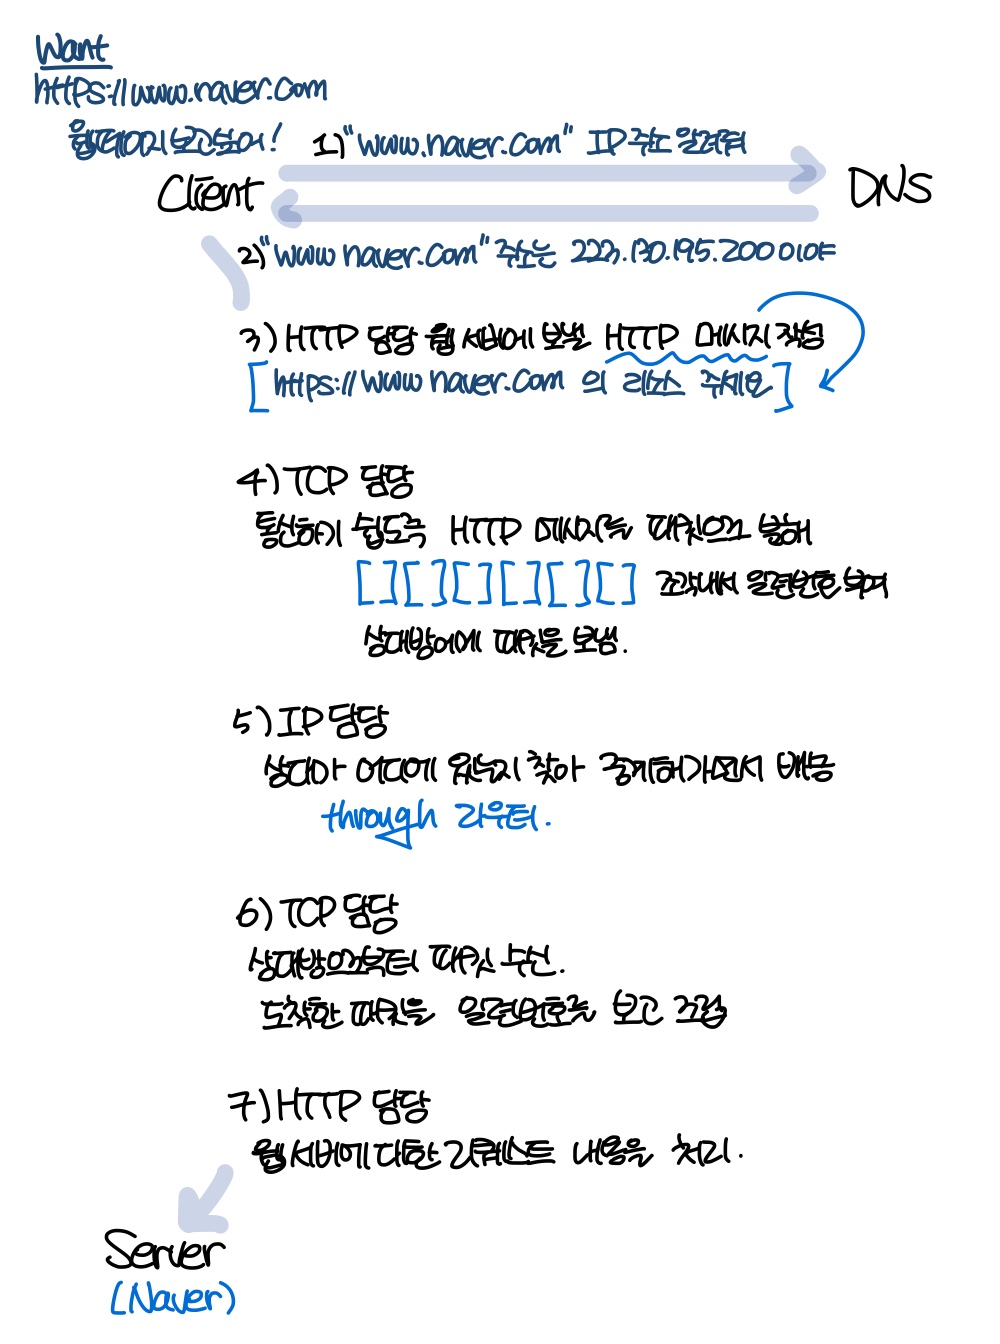 Want
https://www.naver.com
웹페이지 보고싶어!
1) "www.naver.com" IP 주소 알려줘
Client
DNS
2) "www.naver.com" 주소는 223.130.195.200 이야
3) HTTP 담당 웹 서버에 보낼 HTTP 메시지 작성
[https://www.naver.com 의 리소스 주세요]
4) TCP 담당
통신하기 쉽도록 HTTP 메시지를 패킷으로 분해
[ ] [ ] [ ] [ ] [ ] [ ] 조각내서 일련번호 부여
상대방에게 패킷을 보냄.
5) IP 담당
상대가 어디에 있는지 찾아 중계해가면서 배송
through 라우터.
6) TCP 담당
상대방으로부터 패킷 수신.
도착한 패킷을 일련번호를 보고 조립
7) HTTP 담당
웹 서버에 대한 리퀘스트 내용을 처리.
Server
(Naver)